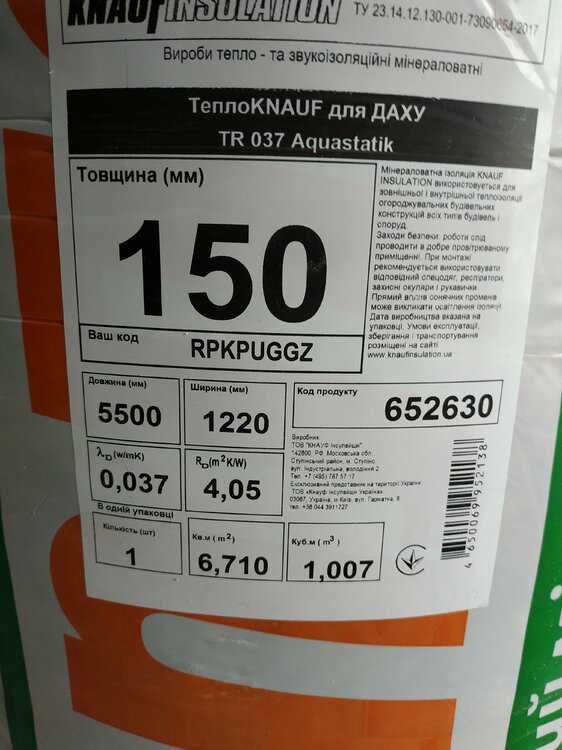 KNAUF INSULATION
ТУ 23.14.12.130-001-73090654-2017
Вироби тепло - та звукоізоляційні мінераловатні
ТеплоKNAUF для ДАХУ
TR 037 Aquastatik
Товщина (мм)
150
Ваш код
RPKPUGGZ
Мінераловатна ізоляція KNAUF
INSULATION використовується для
зовнішньої і внутрішньої теплоізоляції
огороджувальних будівельних
конструкцій всіх типів будівель і
споруд.
Заходи безпеки: роботи слід
проводити в добре провітрюваному
приміщенні. При монтажі
рекомендується використовувати
відповідний спецодяг, респіратори,
захисні окуляри і рукавички.
Прямий вплив сонячних променів
може викликати освітлення ізоляції
Дата виробництва вказана на
упаковці. Умови експлуатації,
зберігання і транспортування
розміщені на сайті
www.knaufinsulation.ua
Довжина (мм)
5500
Ширина (мм)
1220
Код продукту
652630
λD(w/mK)
0,037
RD(m²K/W)
4,05
Виробник
ТОВ "КНАУФ Інсулейшн"
142800, РФ, Московська обл.,
Ступінський район, м. Ступіно,
вул. Індустріальна, володіння 2.
Тел. +7 (495) 787 57 17
Ексклюзивний представник на території України:
ТОВ «Кнауф Інсулейшн Україна»
03067, Україна, м Київ, вул. Гарматна, 8.
тел. +38 044 3911727
В одній упаковці
Кількість (шт)
1
Кв.м ( m² )
6,710
Куб.м ( m³ )
1,007
4650069952138